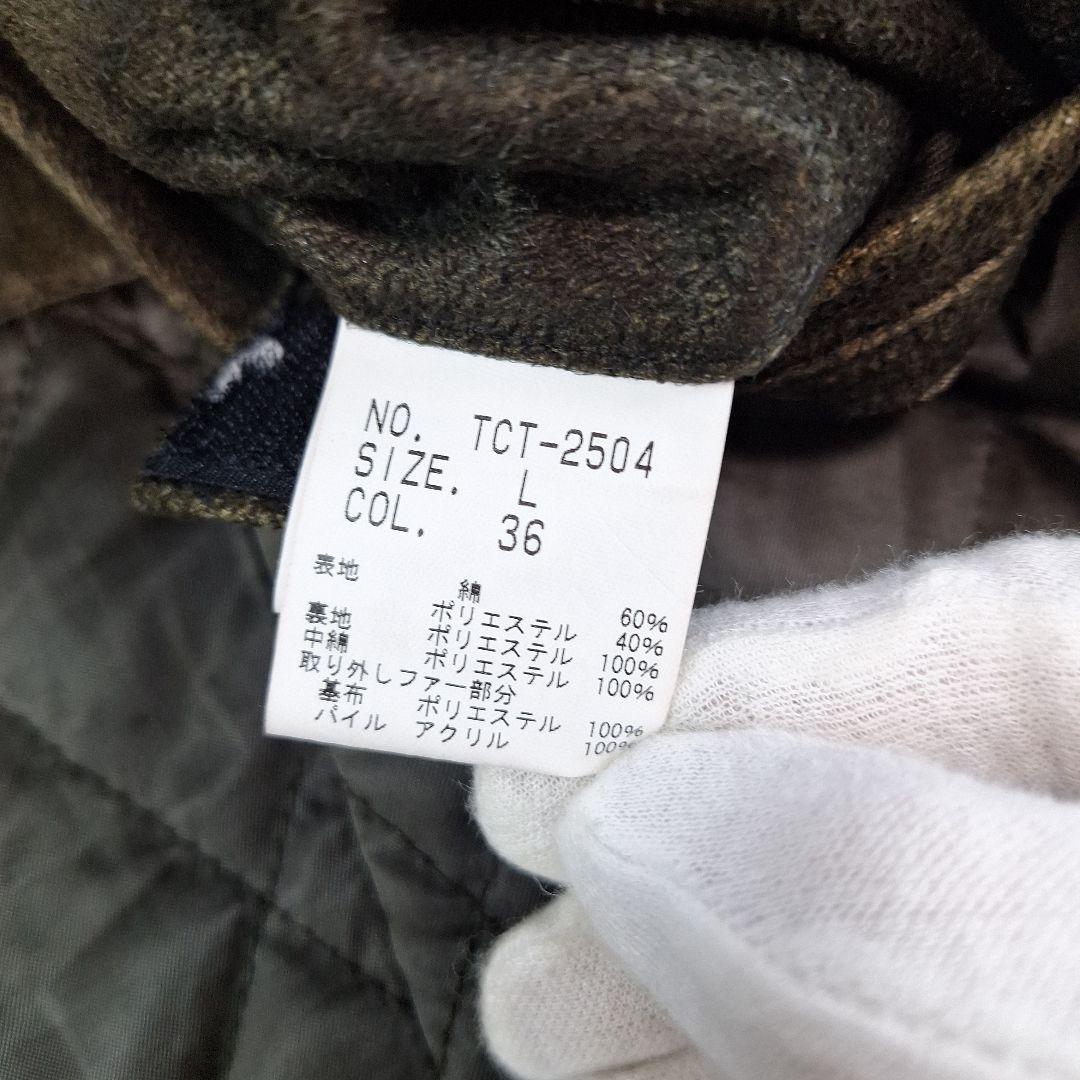 NO. TCT-2504
SIZE. L
COL. 36
表地 綿 60%
ポリエステル 40%
裏地 ポリエステル 100%
中綿 ポリエステル 100%
取り外しファー部分
基布 ポリエステル 100%
パイル アクリル 100%